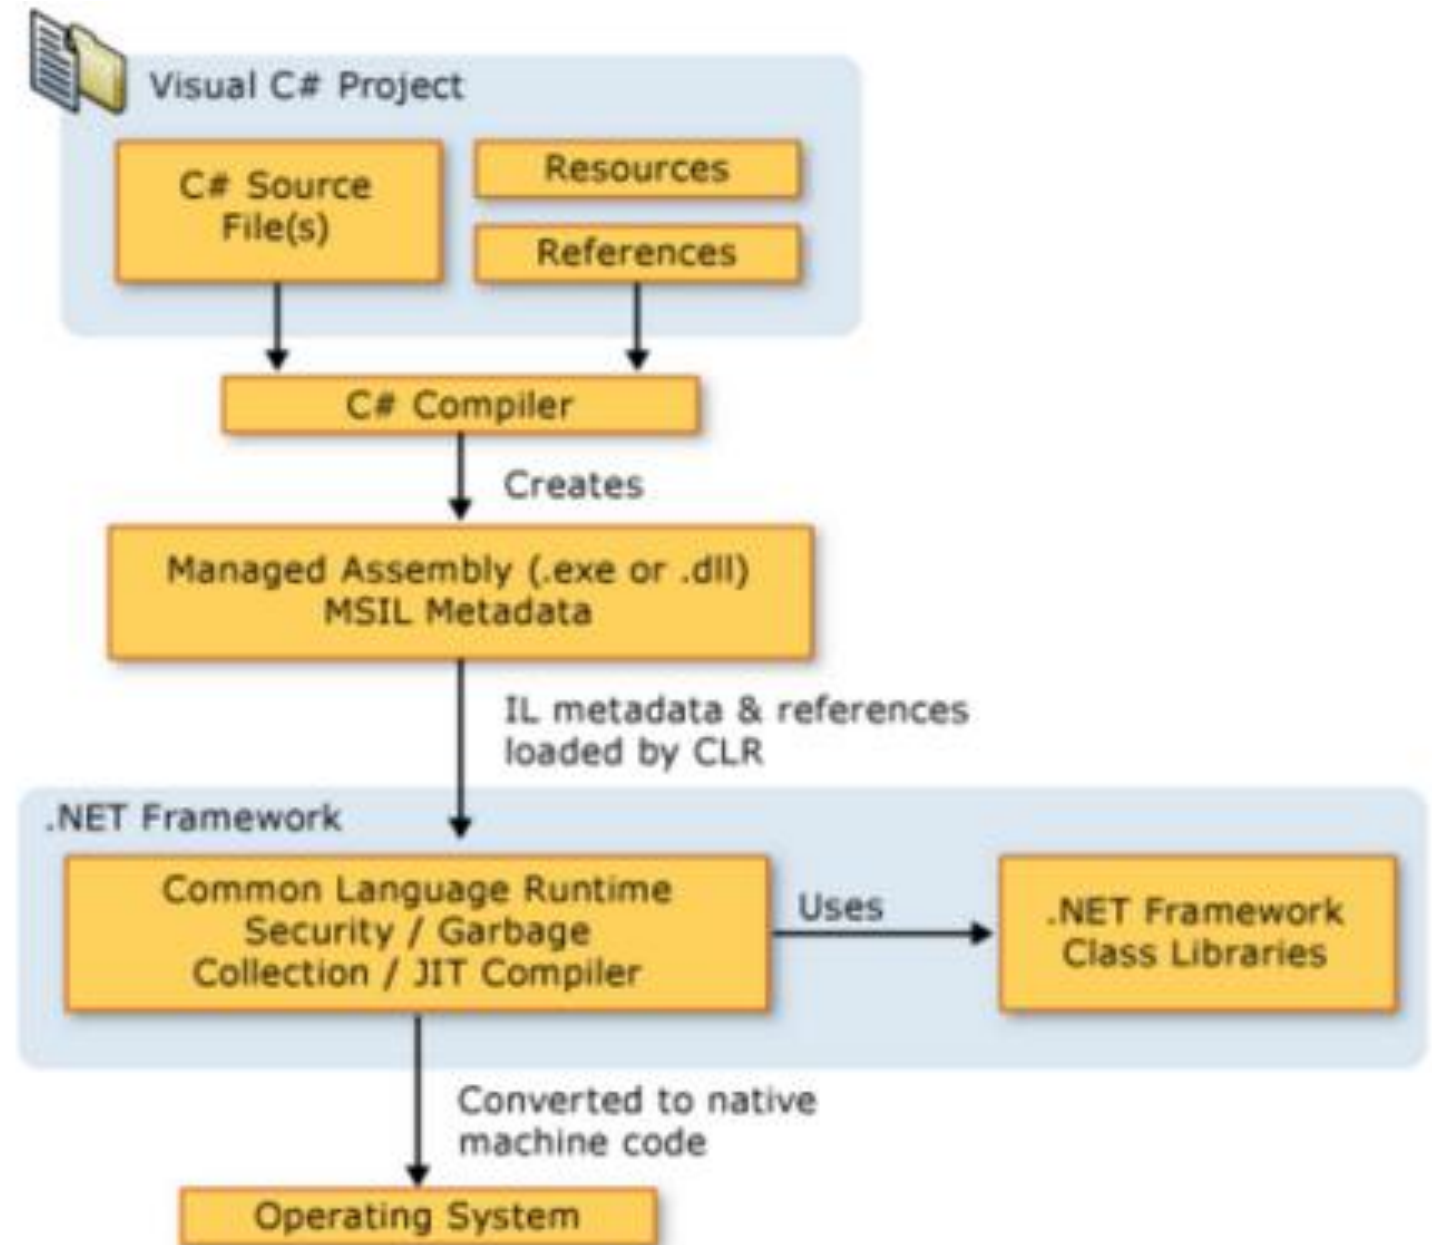 Visual C# Project
C# Source
File(s)
Resources
References
C# Compiler
Creates
Managed Assembly (.exe or .dll)
MSIL Metadata
IL metadata & references
loaded by CLR
.NET Framework
Common Language Runtime
Security / Garbage
Collection / JIT Compiler
Uses
.NET Framework
Class Libraries
Converted to native
machine code
Operating System